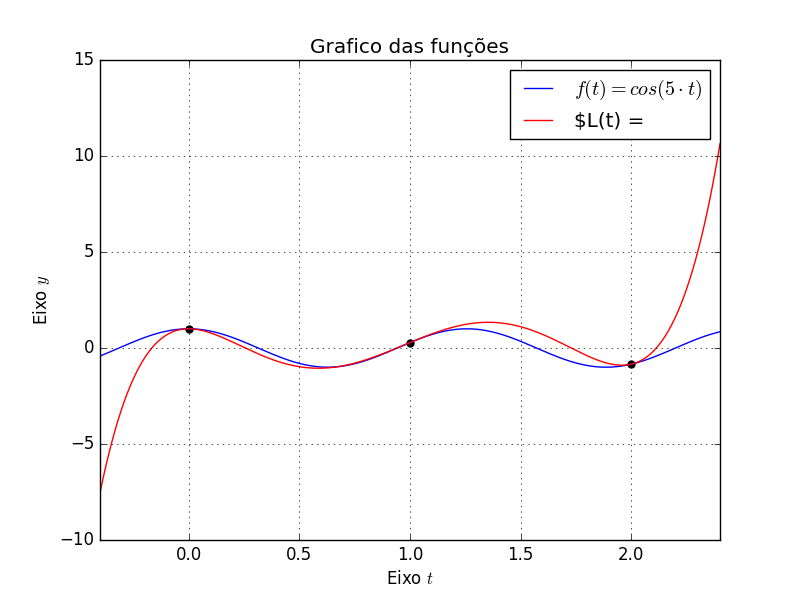 Grafico das funções
f(t) = cos(5 · t)
$L(t) =
15
10
5
0
−5
−10
Eixo y
0.0 0.5 1.0 1.5 2.0
Eixo t